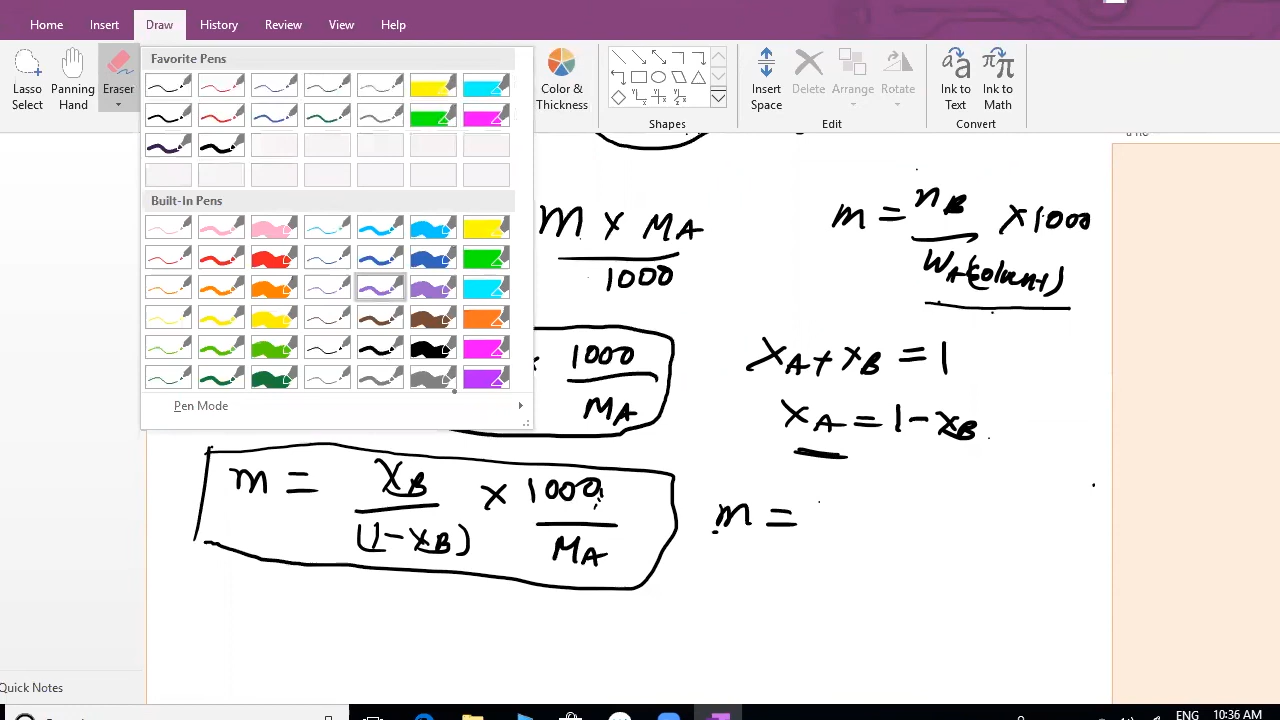 Home Insert Draw History Review View Help
Lasso Select
Panning Hand
Eraser
Favorite Pens
Built-In Pens
Pen Mode
Color & Thickness
Shapes
Insert Space
Delete
Arrange
Rotate
Edit
Ink to Text
Ink to Math
Convert
m × MA
1000
m = nB × 1000
WA
× 1000
MA
xA + xB = 1
xA = 1 - xB
m = xB × 1000
(1 - xB) MA
m =
Quick Notes
ENG 10:36 AM